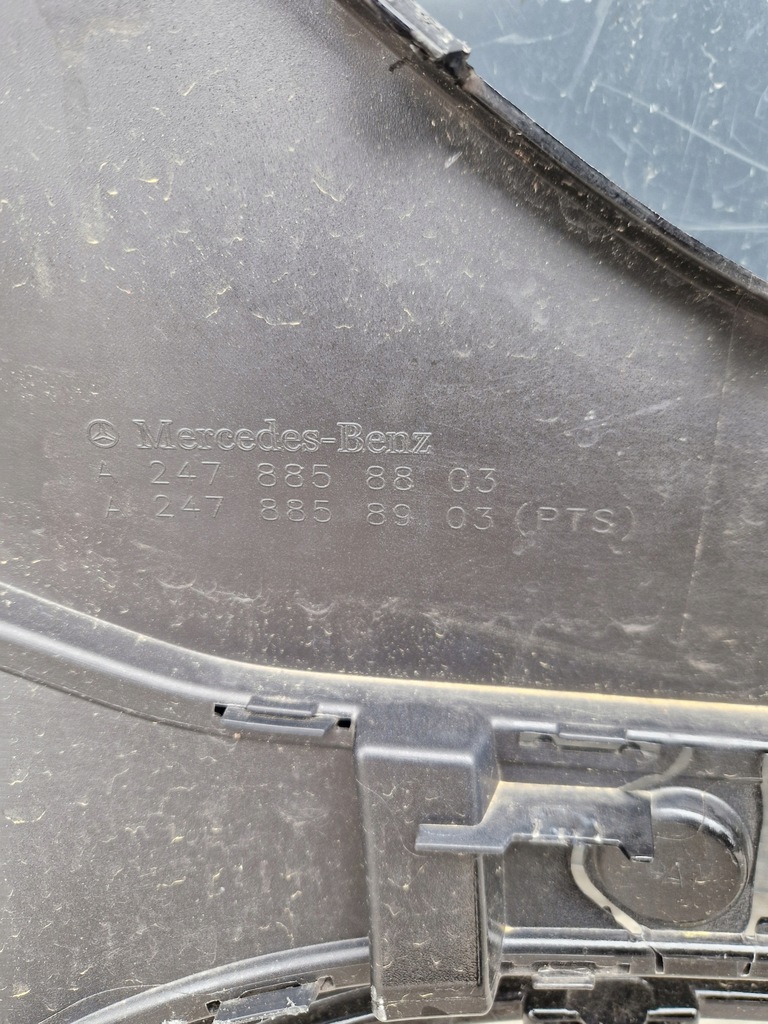 Mercedes-Benz
A 247 885 88 03
A 247 885 89 03 (PTS)